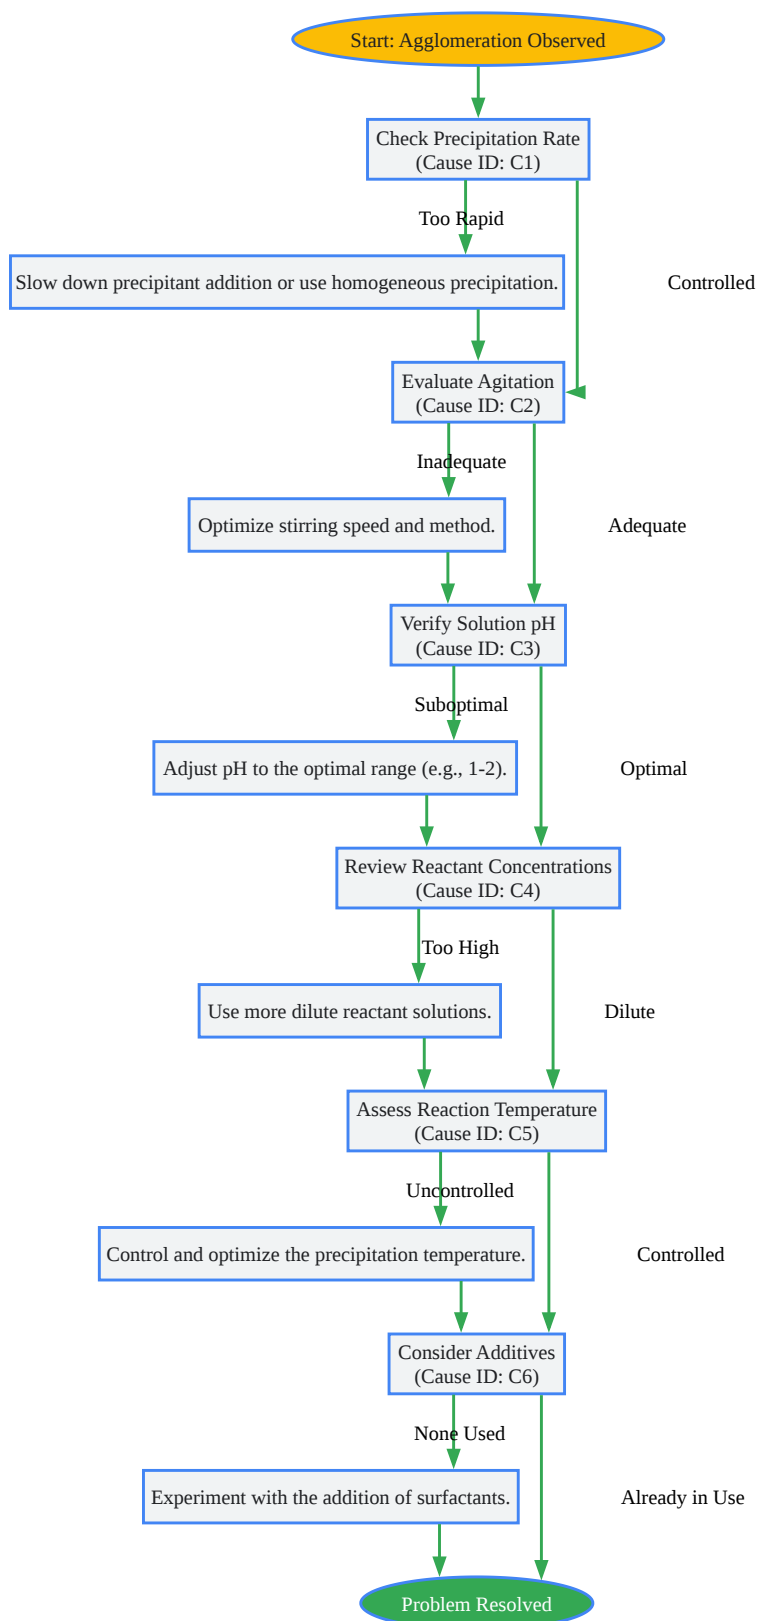 Start: Agglomeration Observed
Check Precipitation Rate
(Cause ID: C1)
Too Rapid
Slow down precipitant addition or use homogeneous precipitation.
Controlled
Evaluate Agitation
(Cause ID: C2)
Inadequate
Optimize stirring speed and method.
Adequate
Verify Solution pH
(Cause ID: C3)
Suboptimal
Adjust pH to the optimal range (e.g., 1-2).
Optimal
Review Reactant Concentrations
(Cause ID: C4)
Too High
Use more dilute reactant solutions.
Dilute
Assess Reaction Temperature
(Cause ID: C5)
Uncontrolled
Control and optimize the precipitation temperature.
Controlled
Consider Additives
(Cause ID: C6)
None Used
Experiment with the addition of surfactants.
Already in Use
Problem Resolved